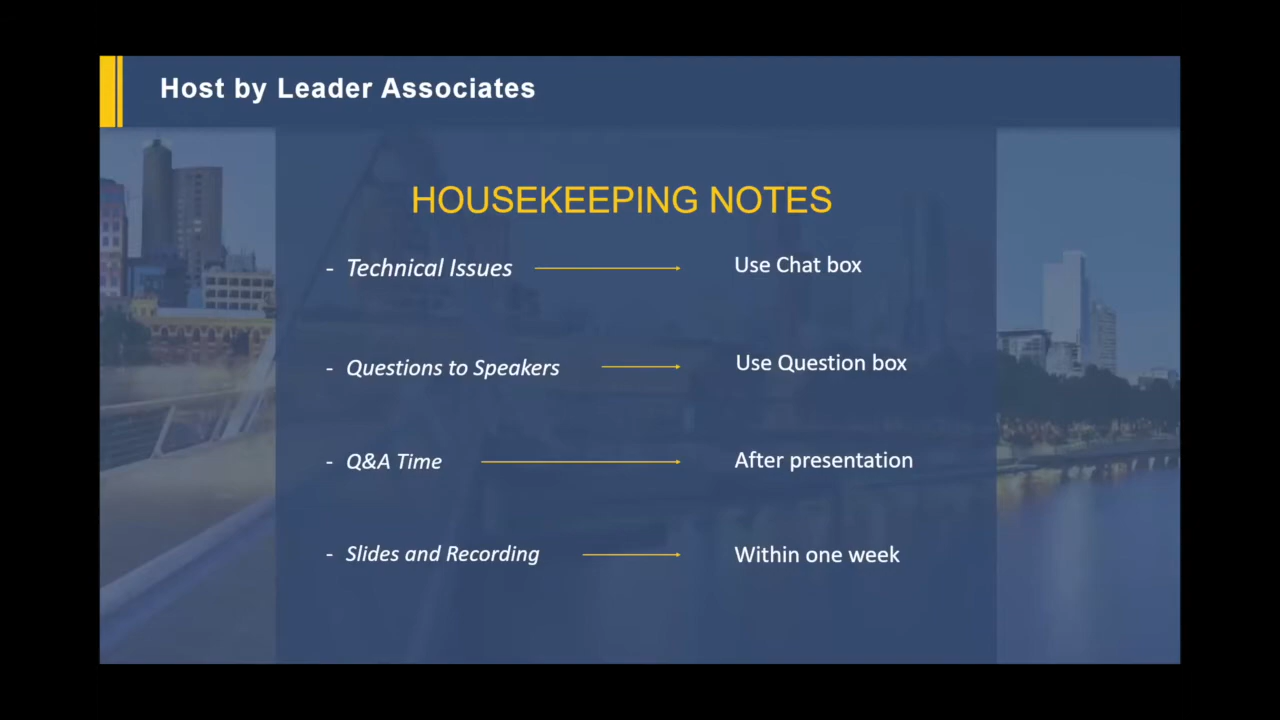 Host by Leader Associates
HOUSEKEEPING NOTES
- Technical Issues Use Chat box
- Questions to Speakers Use Question box
- Q&A Time After presentation
- Slides and Recording Within one week